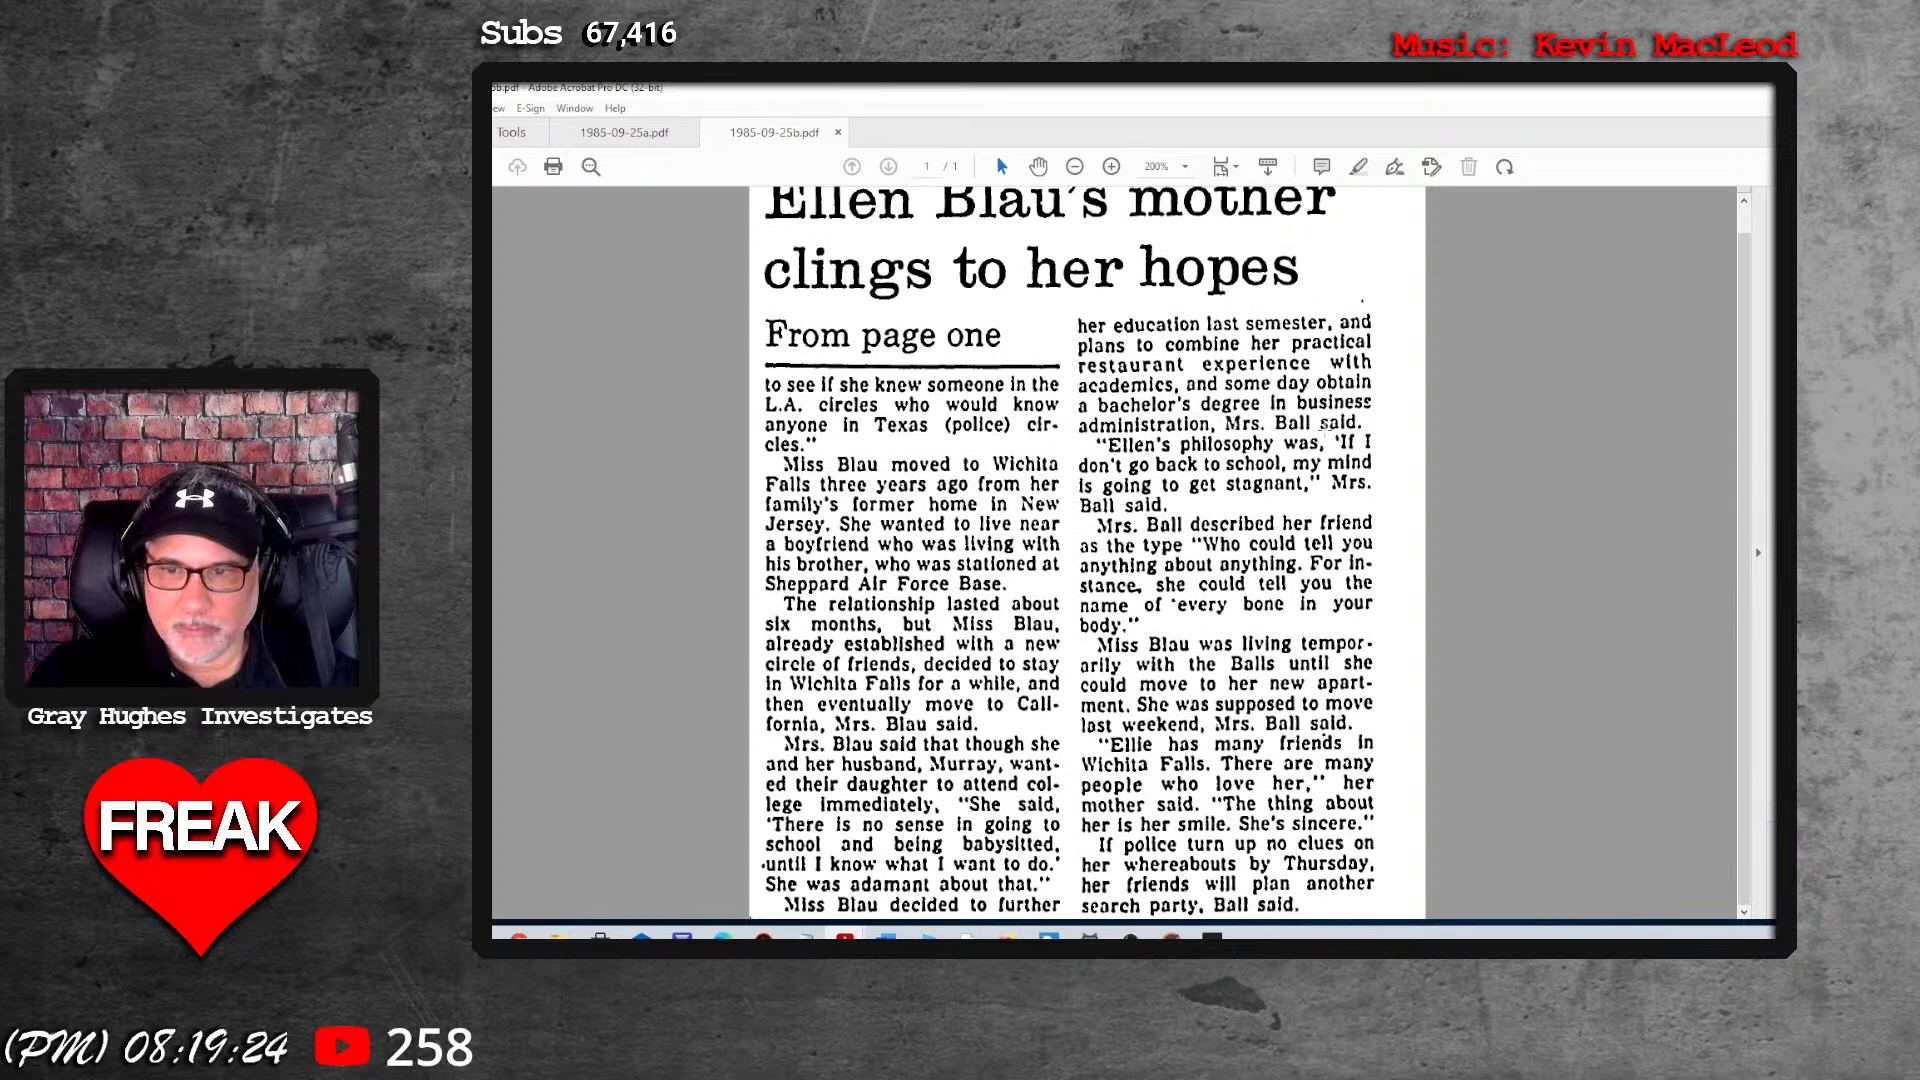 Subs 67,416
Music: Kevin MacLeod
bb.pdf - Adobe Acrobat Pro DC (32-bit)
ew E-Sign Window Help
Tools 1985-09-25a.pdf 1985-09-25b.pdf ×
1 / 1 200%
Ellen Blau's mother
clings to her hopes
From page one
to see if she knew someone in the
L.A. circles who would know
anyone in Texas (police) cir-
cles."
Miss Blau moved to Wichita
Falls three years ago from her
family's former home in New
Jersey. She wanted to live near
a boyfriend who was living with
his brother, who was stationed at
Sheppard Air Force Base.
The relationship lasted about
six months, but Miss Blau,
already established with a new
circle of friends, decided to stay
in Wichita Falls for a while, and
then eventually move to Cali-
fornia, Mrs. Blau said.
Mrs. Blau said that though she
and her husband, Murray, want-
ed their daughter to attend col-
lege immediately, "She said,
'There is no sense in going to
school and being babysitted,
until I know what I want to do.'
She was adamant about that."
Miss Blau decided to further
her education last semester, and
plans to combine her practical
restaurant experience with
academics, and some day obtain
a bachelor's degree in business
administration, Mrs. Ball said.
"Ellen's philosophy was, 'If I
don't go back to school, my mind
is going to get stagnant," Mrs.
Ball said.
Mrs. Ball described her friend
as the type "Who could tell you
anything about anything. For in-
stance, she could tell you the
name of 'every bone in your
body."
Miss Blau was living tempor-
arily with the Balls until she
could move to her new apart-
ment. She was supposed to move
last weekend, Mrs. Ball said.
"Ellie has many friends in
Wichita Falls. There are many
people who love her," her
mother said. "The thing about
her is her smile. She's sincere."
If police turn up no clues on
her whereabouts by Thursday,
her friends will plan another
search party, Ball said.
Gray Hughes Investigates
FREAK
(PM) 08:19:24 258